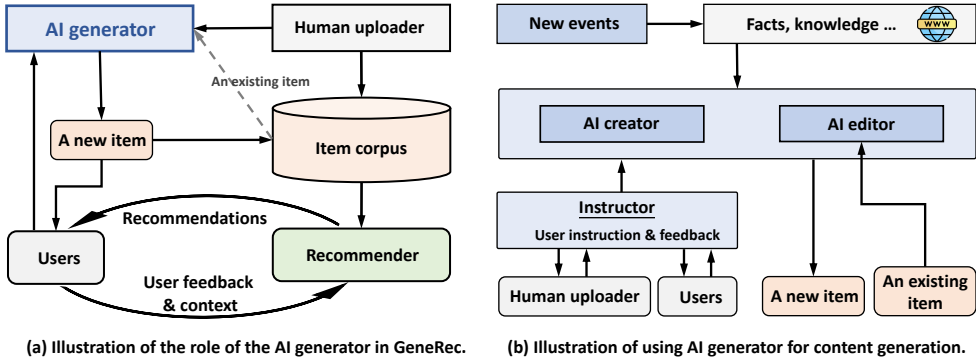 AI generator
Human uploader
An existing item
A new item
Item corpus
Recommendations
Users
Recommender
User feedback
& context
(a) Illustration of the role of the AI generator in GeneRec.
New events
Facts, knowledge ...
WWW
AI creator
AI editor
Instructor
User instruction & feedback
Human uploader
Users
A new item
An existing
item
(b) Illustration of using AI generator for content generation.